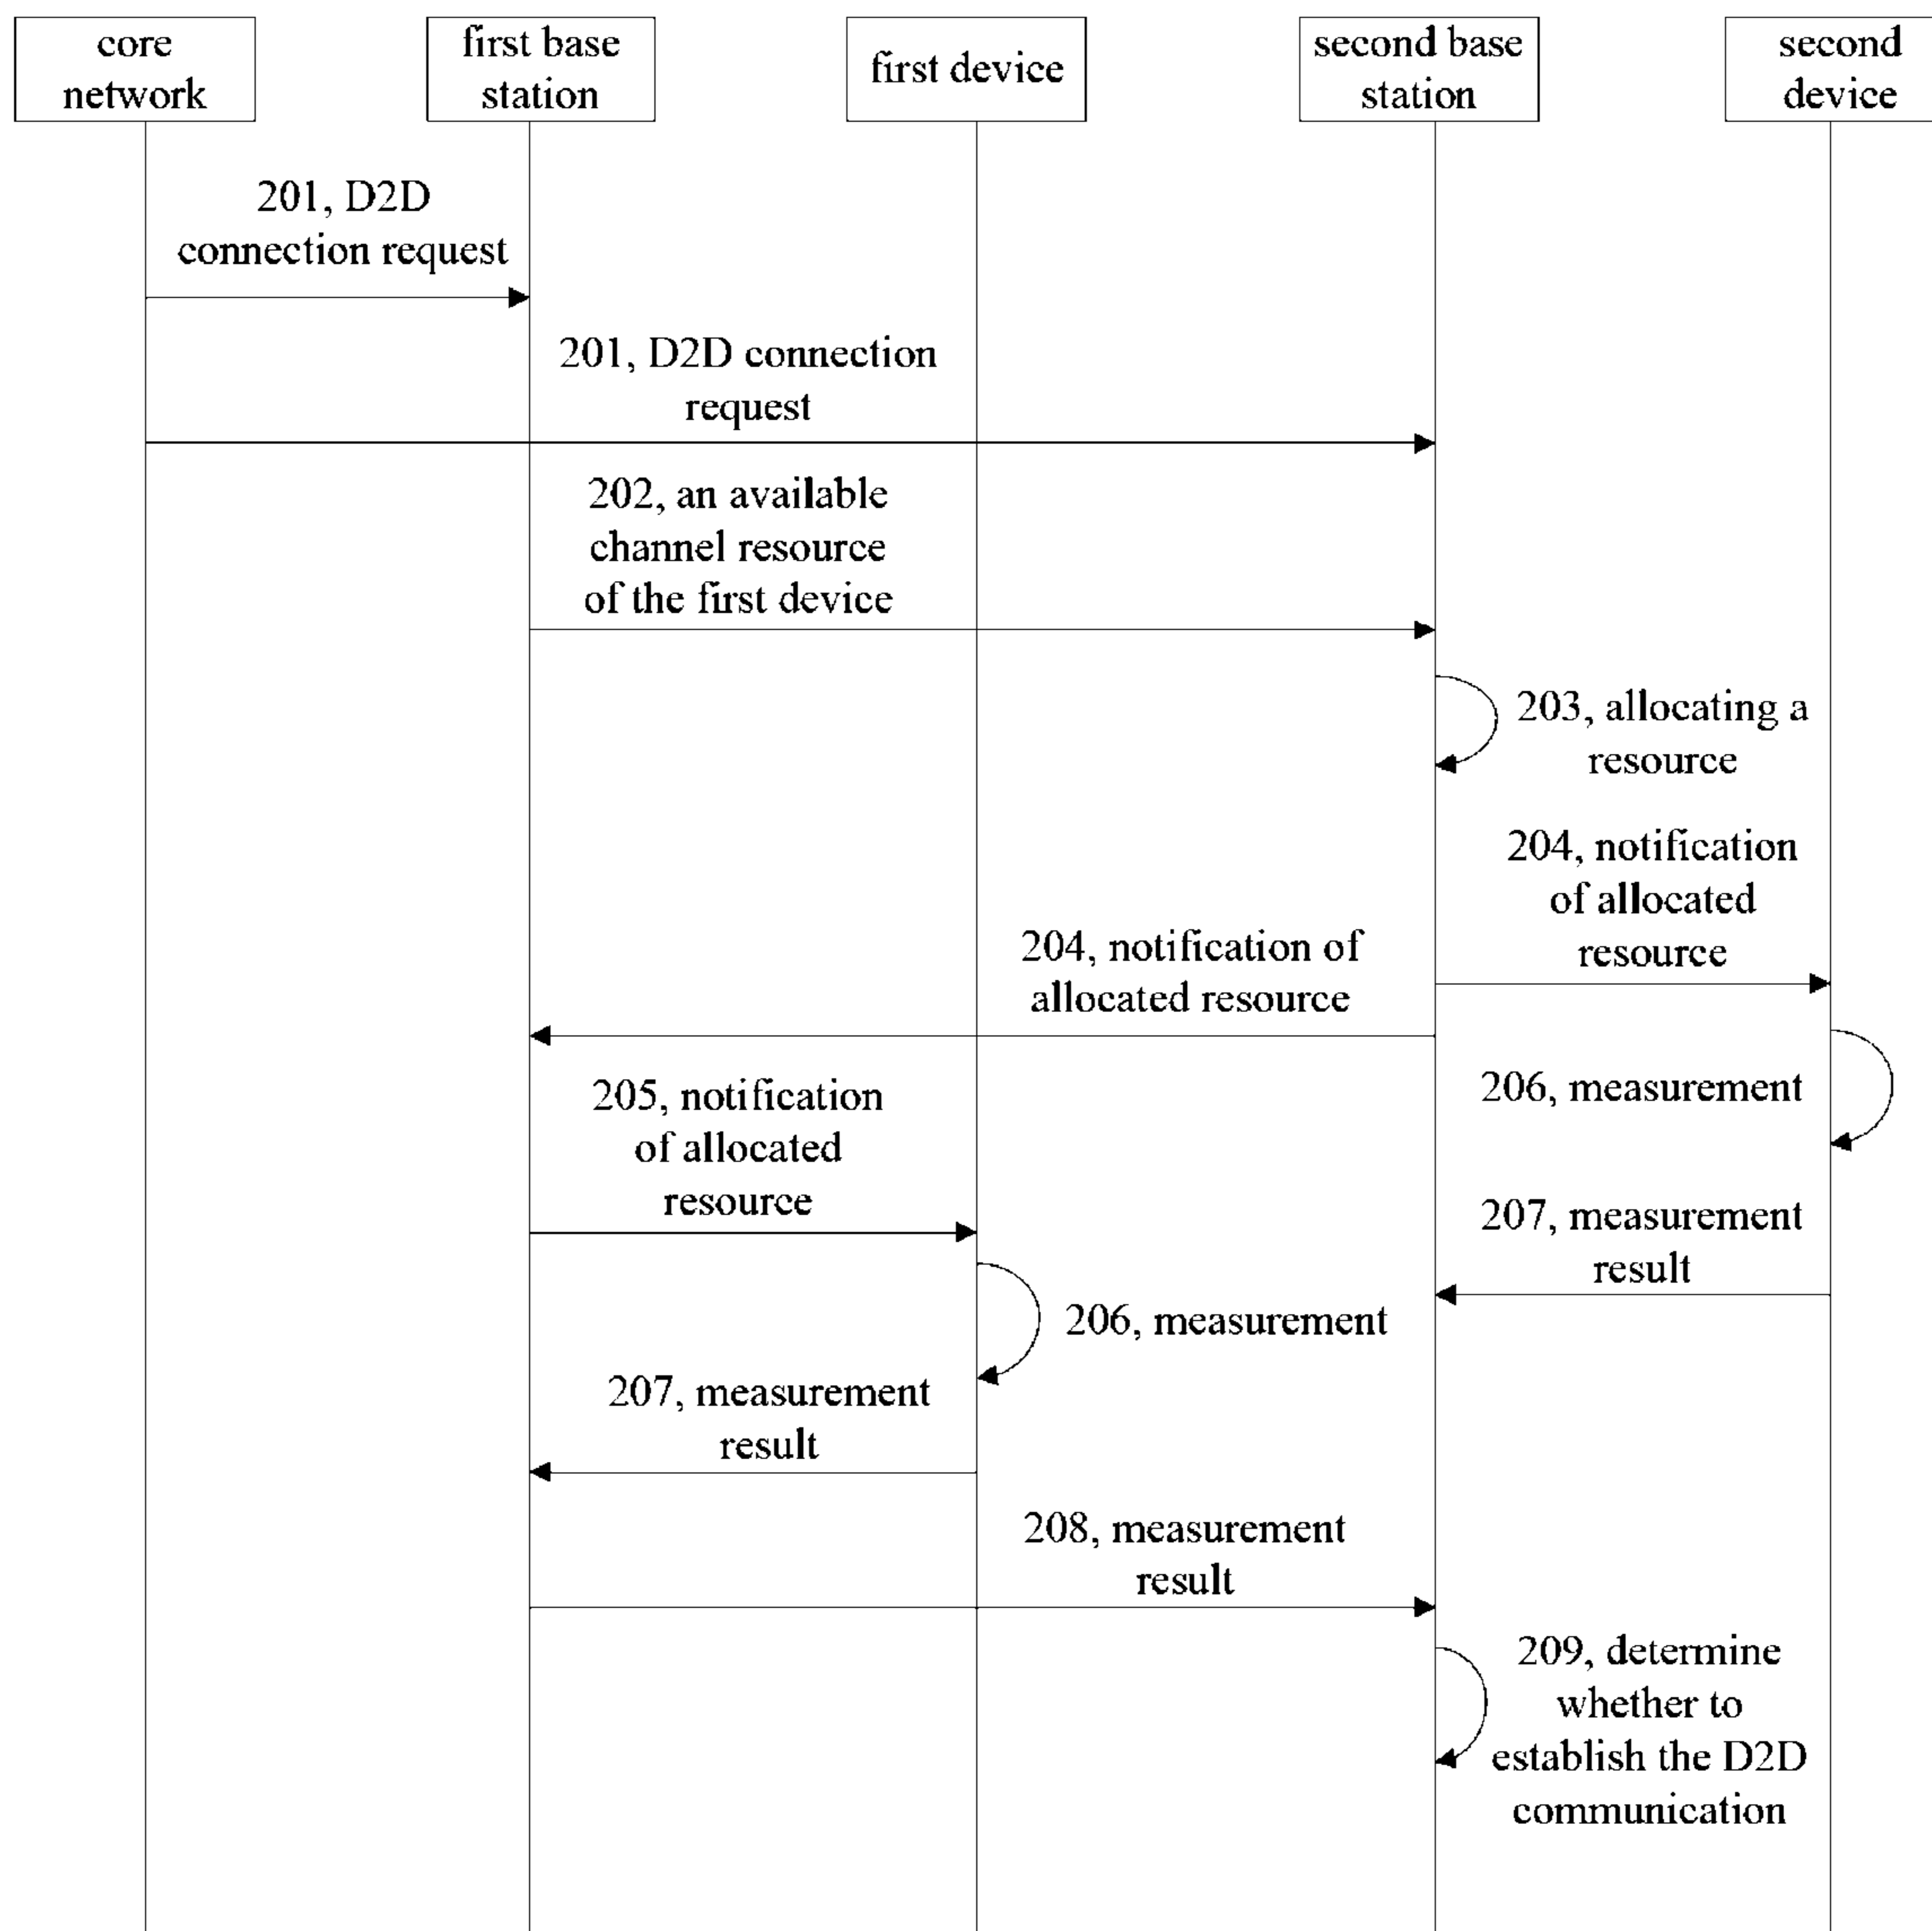 core
network
first base
station
first device
second base
station
second
device
201, D2D
connection request
201, D2D connection
request
202, an available
channel resource
of the first device
203, allocating a
resource
204, notification
of allocated
resource
204, notification of
allocated resource
205, notification
of allocated
resource
206, measurement
207, measurement
result
206, measurement
207, measurement
result
208, measurement
result
209, determine
whether to
establish the D2D
communication